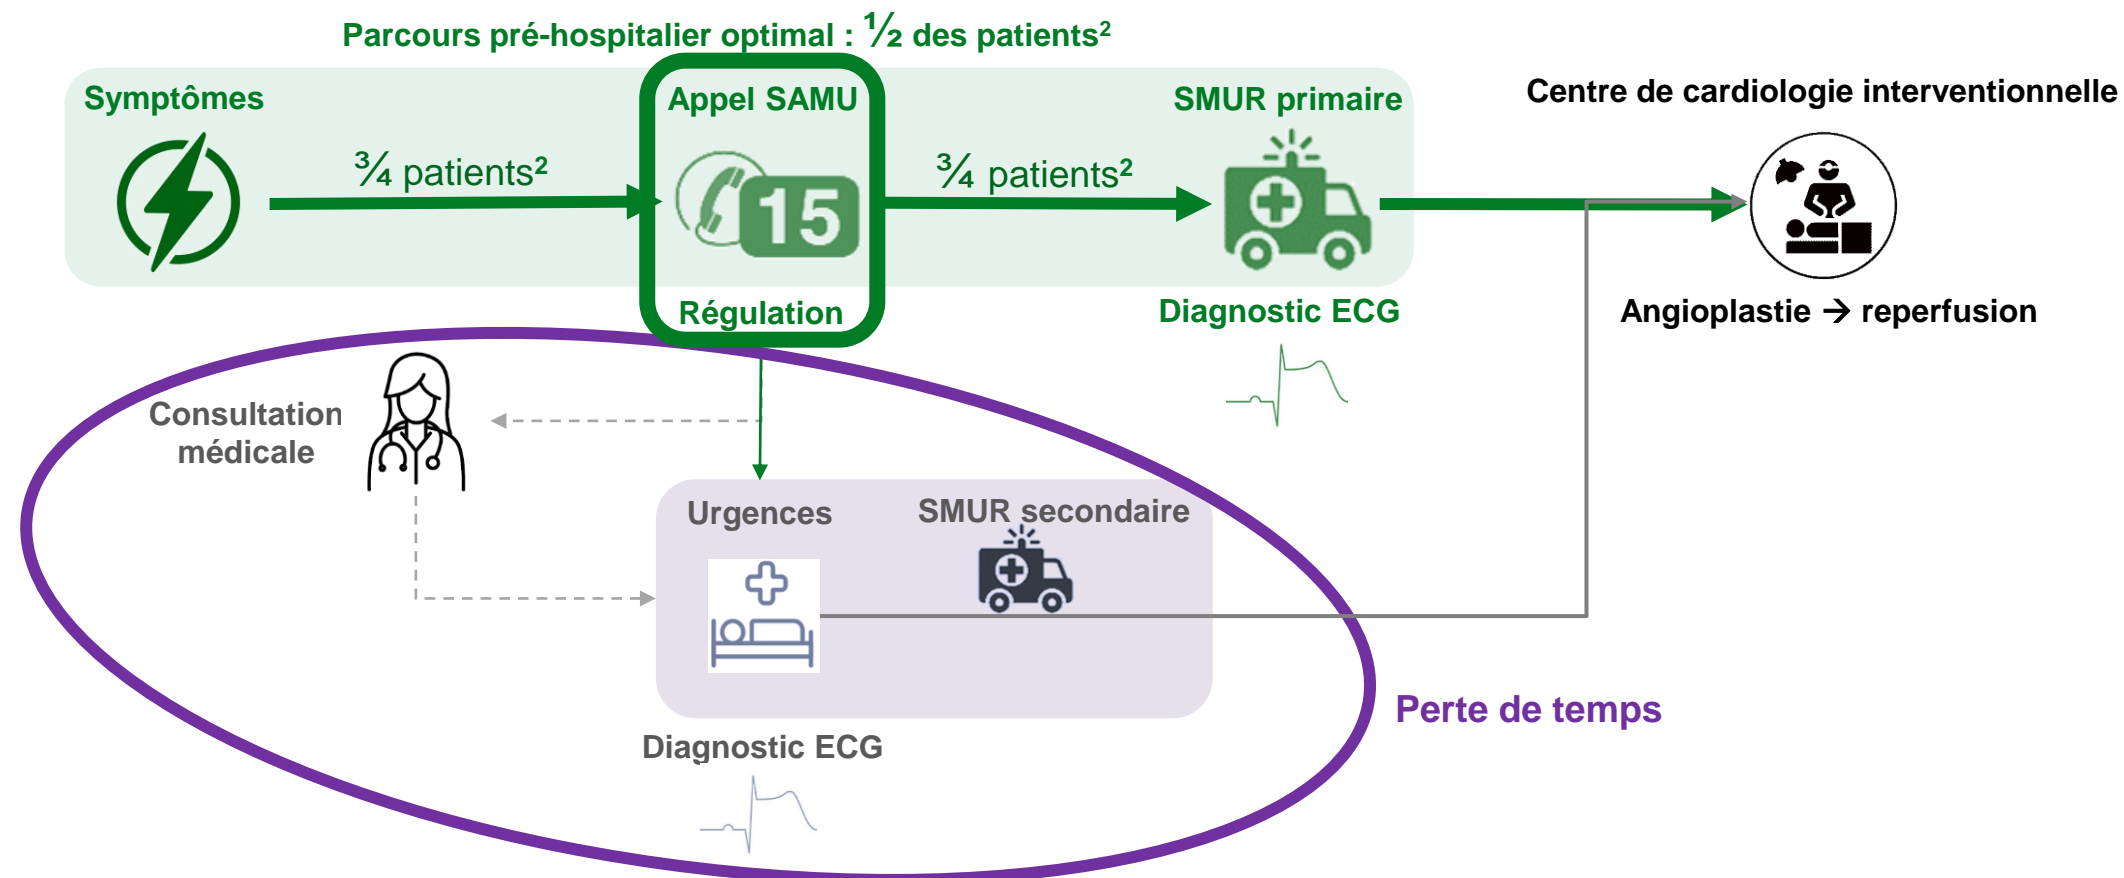 Parcours pré-hospitalier optimal : ½ des patients²
Symptômes
¾ patients²
Appel SAMU
15
Régulation
¾ patients²
SMUR primaire
Diagnostic ECG
Centre de cardiologie interventionnelle
Angioplastie → reperfusion
Consultation
médicale
Urgences
SMUR secondaire
Diagnostic ECG
Perte de temps